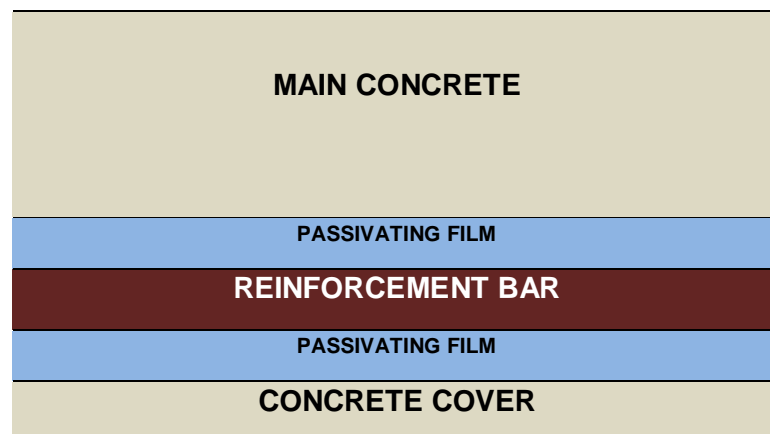 MAIN CONCRETE
PASSIVATING FILM
REINFORCEMENT BAR
PASSIVATING FILM
CONCRETE COVER